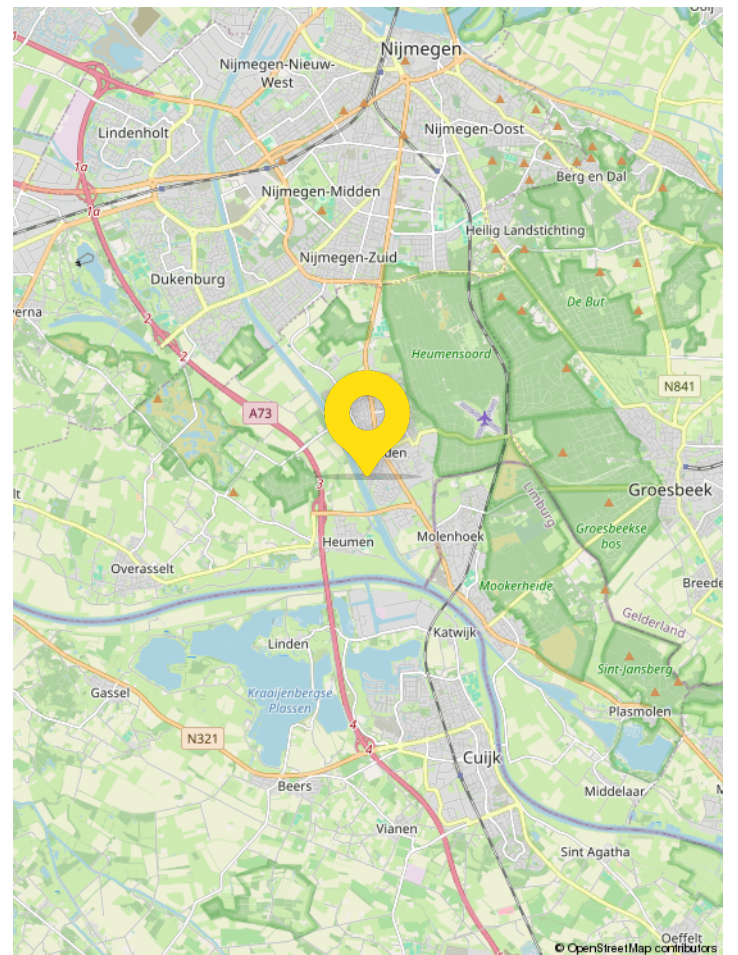 Nijmegen
Nijmegen-Nieuw-
West
Lindenholt
Nijmegen-Oost
1a
Berg en Dal
Nijmegen-Midden
1a
Heilig Landstichting
Nijmegen-Zuid
Dukenburg
De But
verna
2
2
Heumensoord
N841
A73
den
3
Limburg
Groesbeek
Groesbeekse
bos
Molenhoek
Heumen
Overasselt
Mookerheide
Breede
Gelderland
Katwijk
Linden
Sint-Jansberg
Gassel
Kraaijenbergse
Plassen
Plasmolen
4
N321
4
Cuijk
Beers
Middelaar
Vianen
Sint Agatha
Oeffelt
© OpenStreetMap contributors